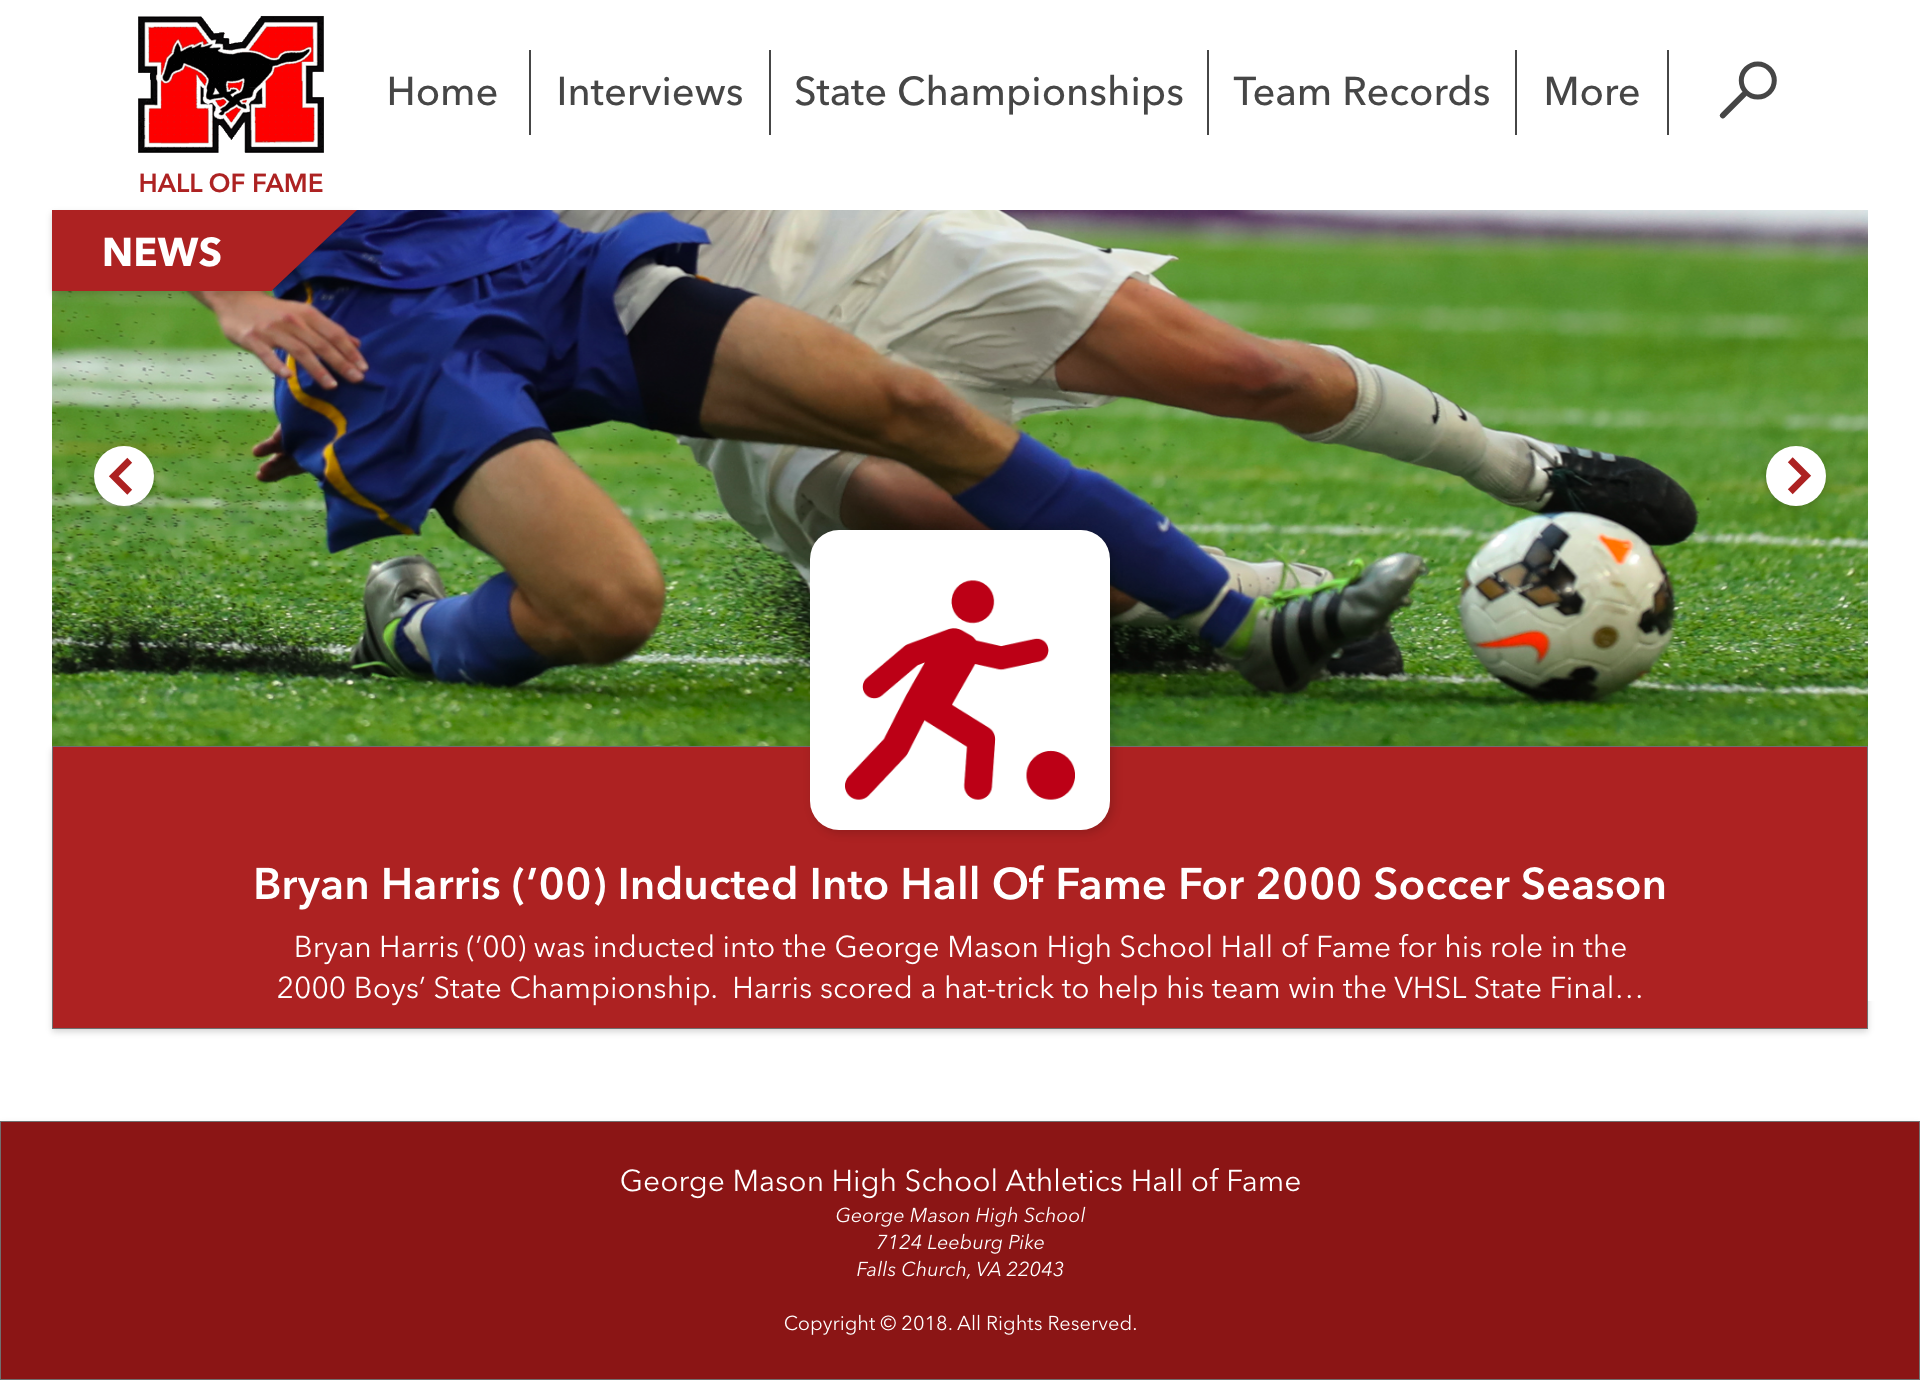 M
HALL OF FAME
Home
Interviews
State Championships
Team Records
More
NEWS
Bryan Harris (’00) Inducted Into Hall Of Fame For 2000 Soccer Season
Bryan Harris (’00) was inducted into the George Mason High School Hall of Fame for his role in the
2000 Boys’ State Championship.  Harris scored a hat-trick to help his team win the VHSL State Final…
George Mason High School Athletics Hall of Fame
George Mason High School
7124 Leeburg Pike
Falls Church, VA 22043
Copyright © 2018. All Rights Reserved.